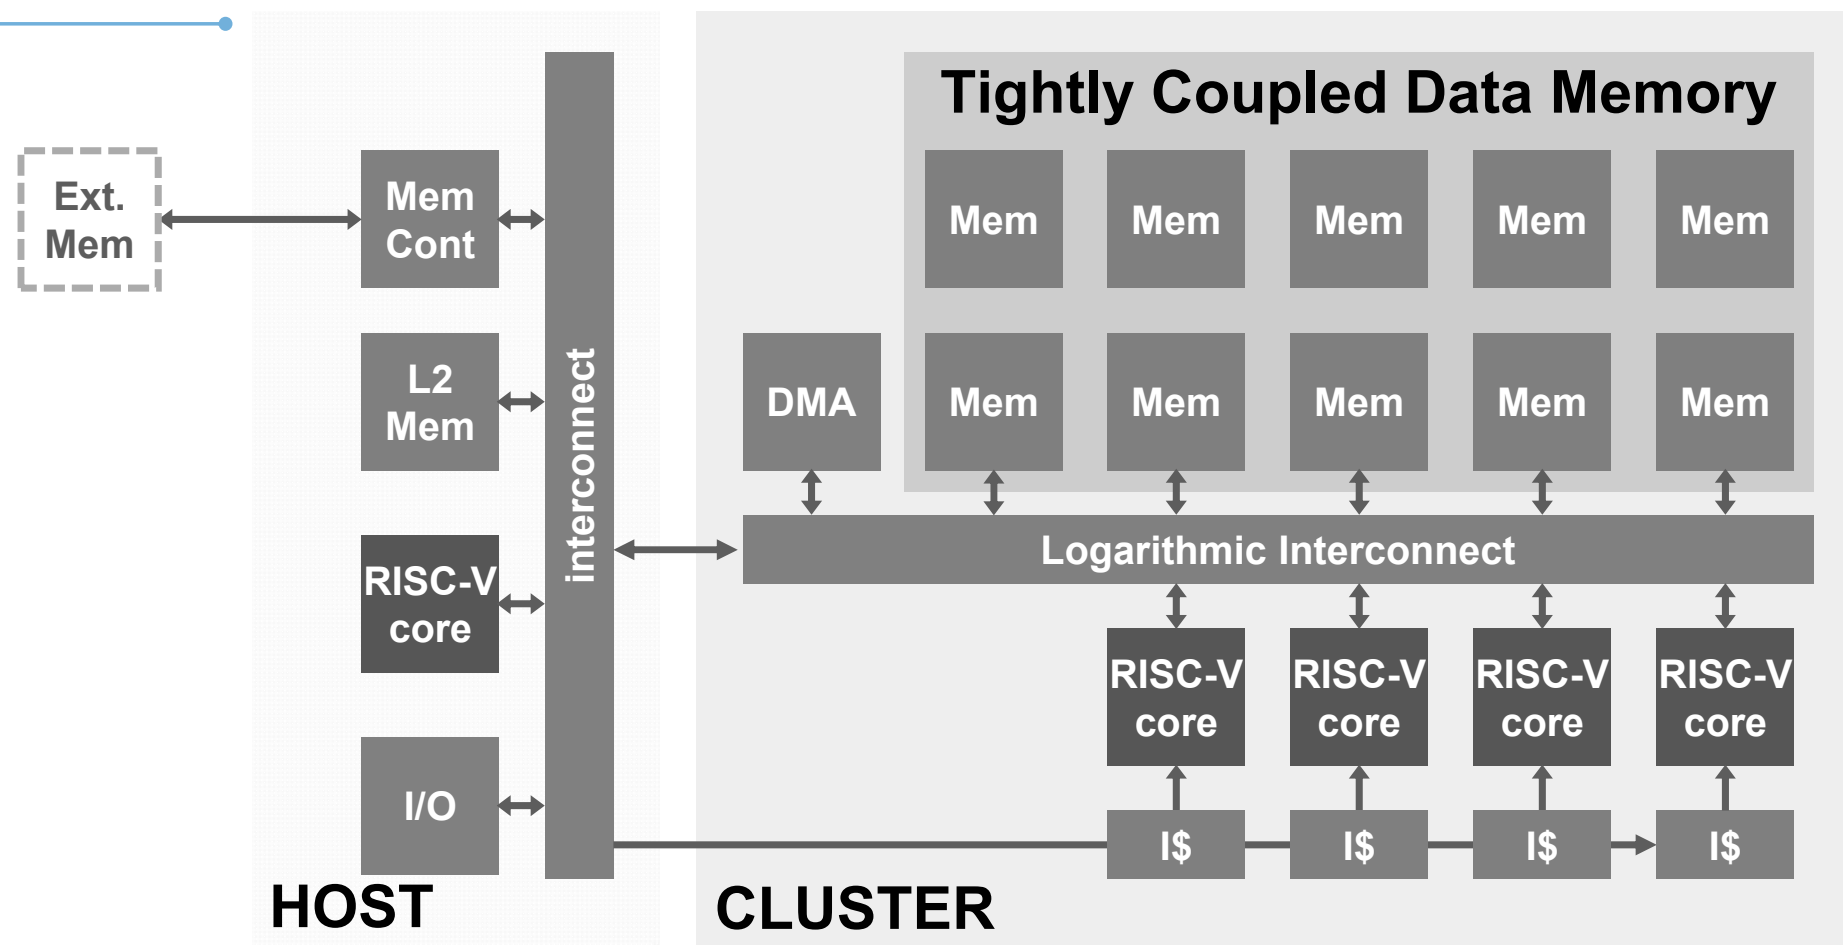 Tightly Coupled Data Memory
Ext.
Mem
Mem
Cont
Mem
Mem
Mem
Mem
Mem
L2
Mem
interconnect
DMA
Mem
Mem
Mem
Mem
Mem
Logarithmic Interconnect
RISC-V
core
RISC-V
core
RISC-V
core
RISC-V
core
RISC-V
core
I/O
I$
I$
I$
I$
HOST
CLUSTER